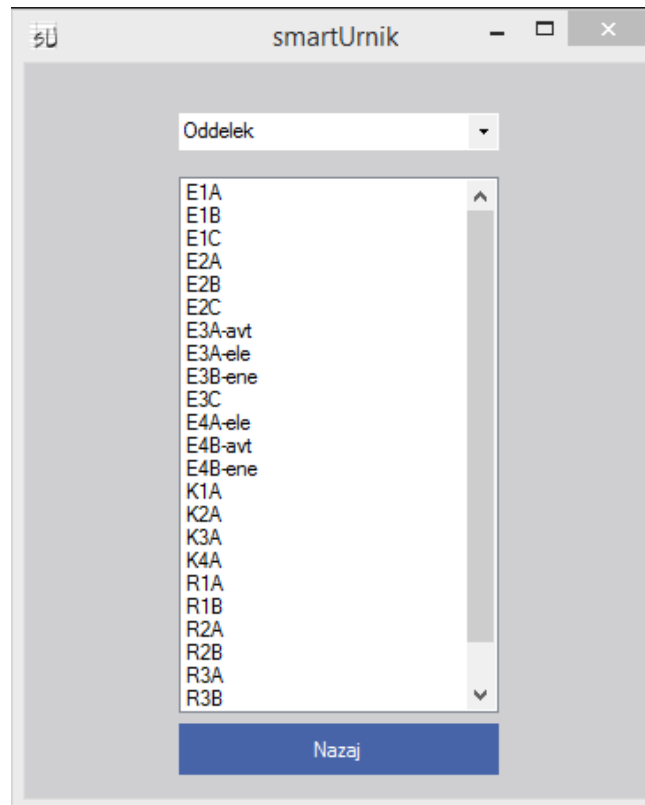 sU smartUrnik
Oddelek
E1A
E1B
E1C
E2A
E2B
E2C
E3A-avt
E3A-ele
E3B-ene
E3C
E4A-ele
E4B-avt
E4B-ene
K1A
K2A
K3A
K4A
R1A
R1B
R2A
R2B
R3A
R3B
Nazaj